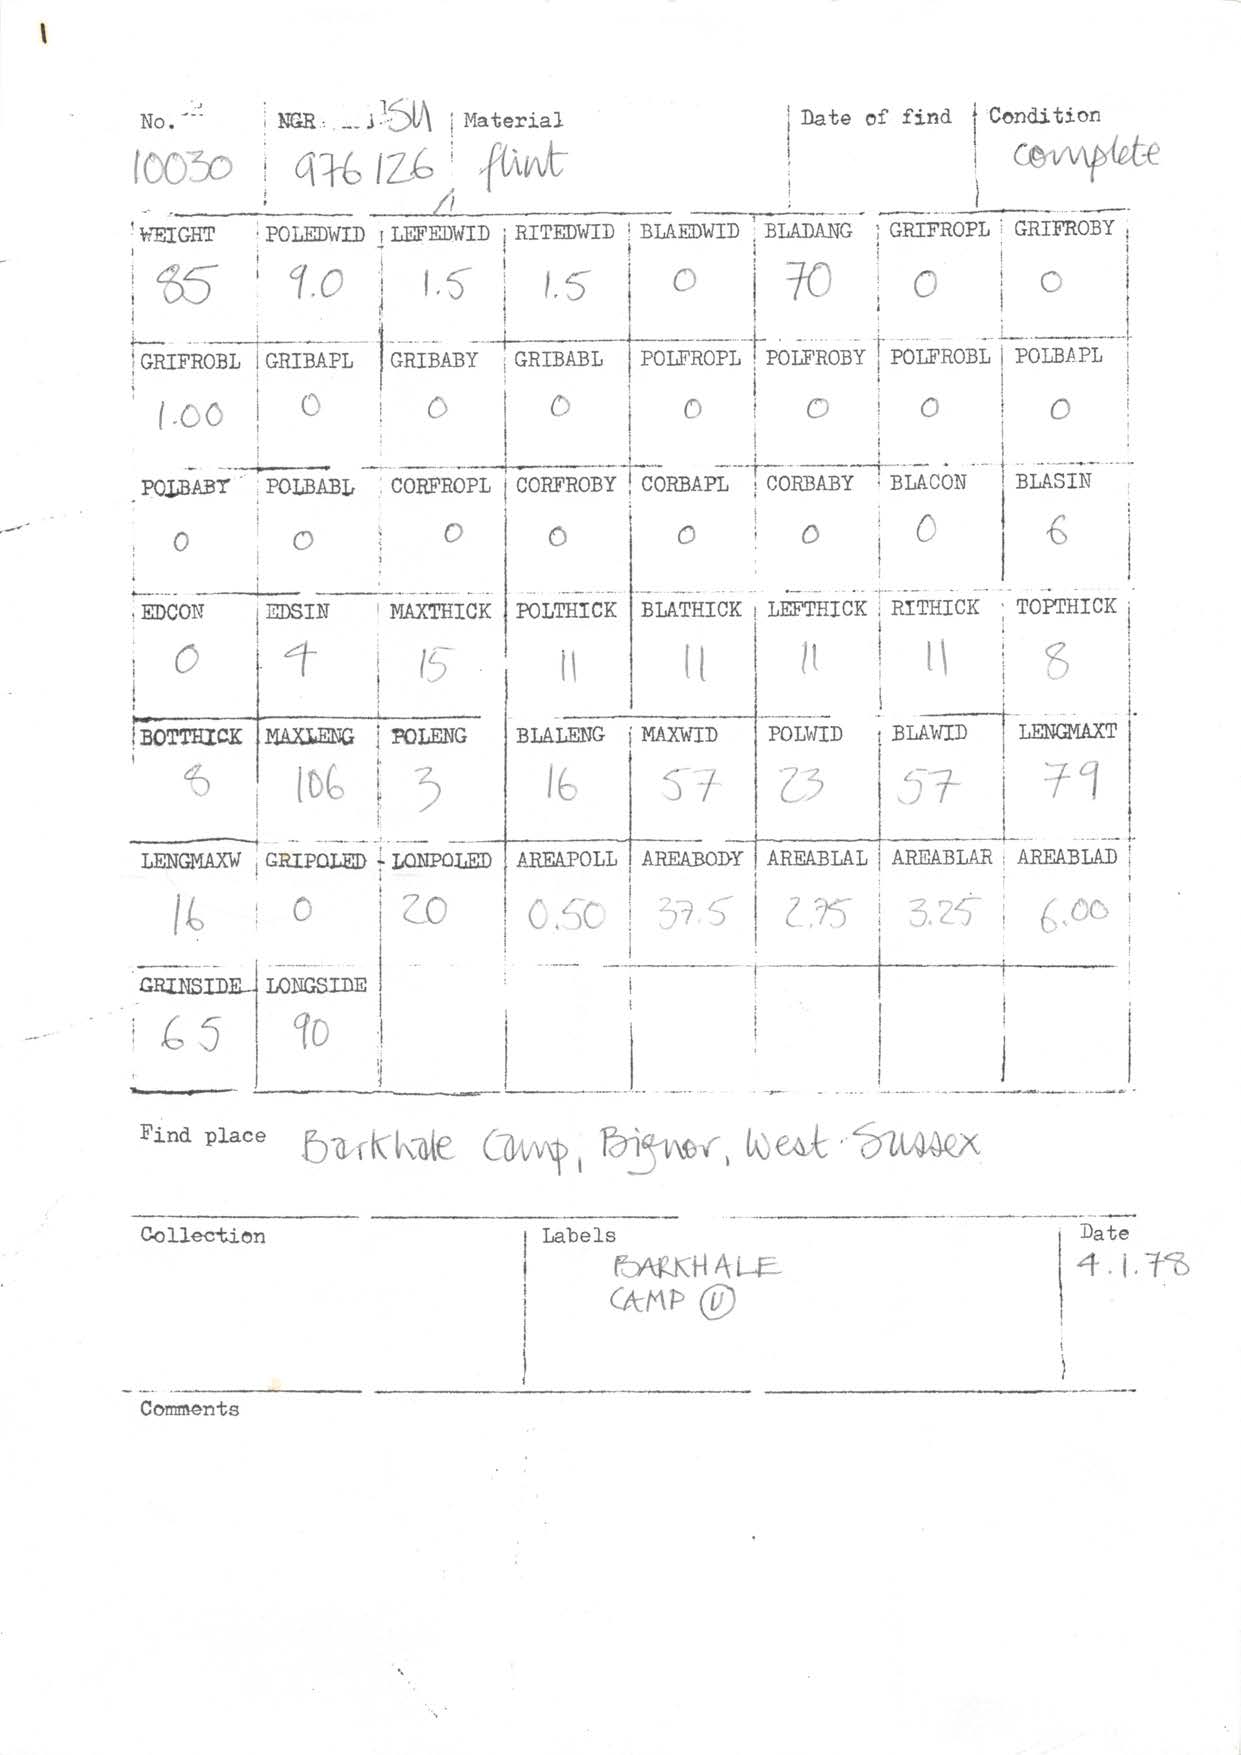 1
No. NGR SU Material Date of find Condition
10030 976126 flint complete
WEIGHT POLEDWID LEFEDWID RITEDWID BLAEDWID BLADANG GRIFROPL GRIFROBY
85 9.0 1.5 1.5 0 70 0 0
GRIFROBL GRIBAPL GRIBABY GRIBABL POLFROPL POLFROBY POLFROBL POLBAPL
1.00 0 0 0 0 0 0 0
POLBABY POLBABL CORFROPL CORFROBY CORBAPL CORBABY BLACON BLASIN
0 0 0 0 0 0 0 6
EDCON EDSIN MAXTHICK POLTHICK BLATHICK LEFTHICK RITHICK TOPTHICK
0 4 15 11 11 11 11 8
BOTTHICK MAXLENG POLENG BLALENG MAXWID POLWID BLAWID LENGMAXT
8 106 3 16 57 23 57 79
LENGMAXW GRIPOLED LONPOLED AREAPOLL AREABODY AREABLAL AREABLAR AREABLAD
16 0 20 0.50 37.5 2.75 3.25 6.00
GRINSIDE LONGSIDE
65 90
Find place Barkhale Camp, Bignor, West Sussex
Collection Labels Date
BARKHALE 4.1.78
CAMP (U)
Comments